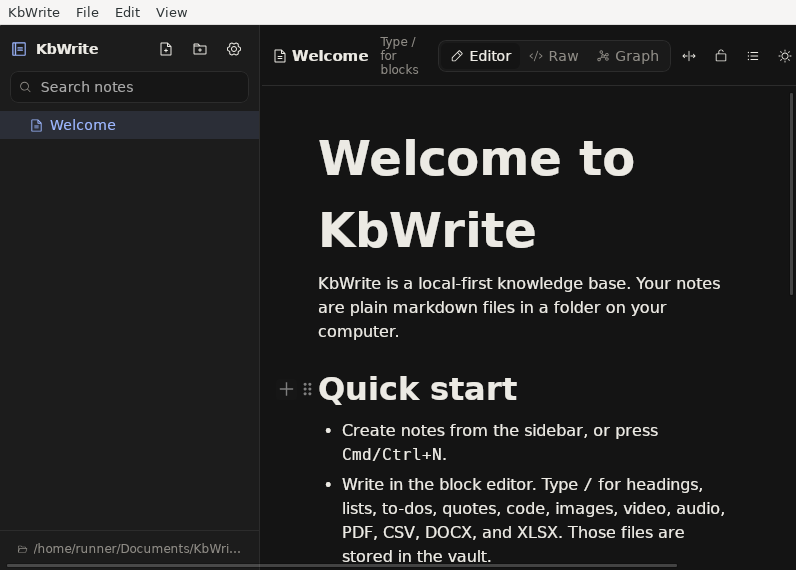 KbWrite File Edit View
KbWrite
Search notes
Welcome
/home/runner/Documents/KbWri...
Welcome
Type /
for
blocks
Editor
Raw
Graph
Welcome to
KbWrite
KbWrite is a local-first knowledge base. Your notes
are plain markdown files in a folder on your
computer.
Quick start
• Create notes from the sidebar, or press
Cmd/Ctrl+N.
• Write in the block editor. Type / for headings,
lists, to-dos, quotes, code, images, video, audio,
PDF, CSV, DOCX, and XLSX. Those files are
stored in the vault.